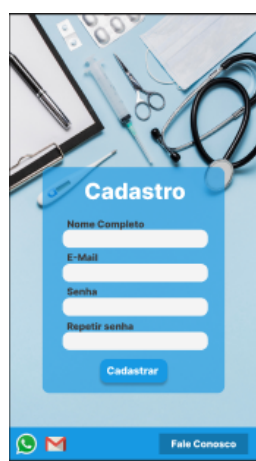 Cadastro
Nome Completo
E-Mail
Senha
Repetir senha
Cadastrar
Fale Conosco